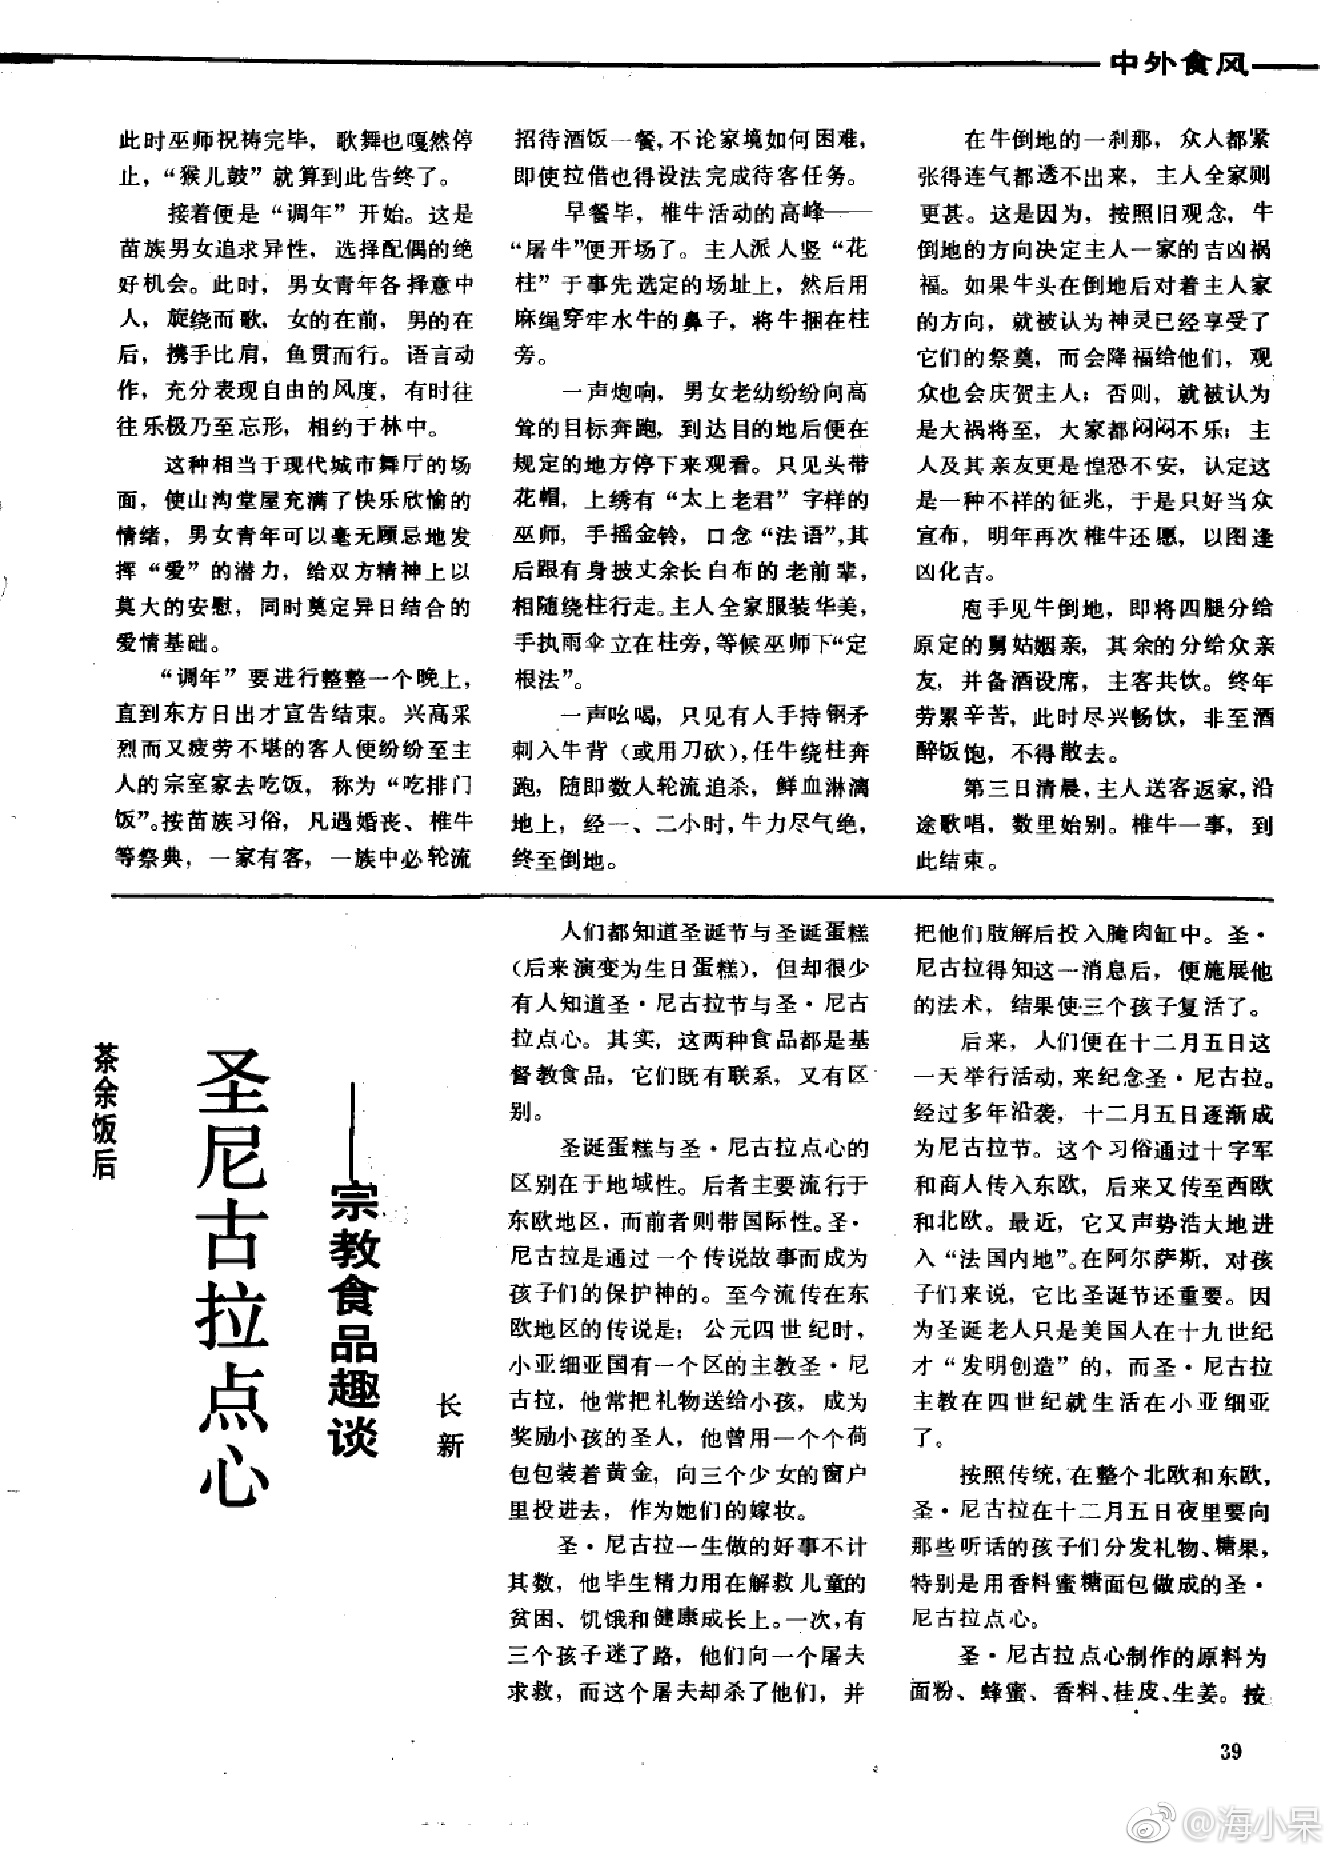 中外食风
此时巫师祝祷完毕，歌舞也嘎然停
止，“猴儿鼓”就算到此告终了。
接着便是“调年”开始。这是
苗族男女追求异性，选择配偶的绝
好机会。此时，男女青年各择意中
人，旋绕而歌，女的在前，男的在
后，携手比肩，鱼贯而行。语言动
作，充分表现自由的风度，有时往
往乐极乃至忘形，相约于林中。
这种相当于现代城市舞厅的场
面，使山沟堂屋充满了快乐欣愉的
情绪，男女青年可以毫无顾忌地发
挥“爱”的潜力，给双方精神上以
莫大的安慰，同时奠定异日结合的
爱情基础。
“调年”要进行整整一个晚上，
直到东方日出才宣告结束。兴高采
烈而又疲劳不堪的客人便纷纷至主
人的宗室家去吃饭，称为“吃排门
饭”。按苗族习俗，凡遇婚丧、椎牛
等祭典，一家有客，一族中必轮流
招待酒饭一餐，不论家境如何困难，
即使拉借也得设法完成待客任务。
早餐毕，椎牛活动的高峰——
“屠牛”便开场了。主人派人竖“花
柱”于事先选定的场址上，然后用
麻绳穿牢水牛的鼻子，将牛捆在柱
旁。
一声炮响，男女老幼纷纷向高
耸的目标奔跑，到达目的地后便在
规定的地方停下来观看。只见头带
花帽，上绣有“太上老君”字样的
巫师，手摇金铃，口念“法语”，其
后跟有身披丈余长白布的老前辈，
相随绕柱行走。主人全家服装华美，
手执雨伞立在柱旁，等候巫师下“定
根法”。
一声吆喝，只见有人手持钢矛
刺入牛背（或用刀砍），任牛绕柱奔
跑，随即数人轮流追杀，鲜血淋漓
地上，经一、二小时，牛力尽气绝，
终至倒地。
在牛倒地的一刹那，众人都紧
张得连气都透不出来，主人全家则
更甚。这是因为，按照旧观念，牛
倒地的方向决定主人一家的吉凶祸
福。如果牛头在倒地后对着主人家
的方向，就被认为神灵已经享受了
它们的祭奠，而会降福给他们，观
众也会庆贺主人；否则，就被认为
是大祸将至，大家都闷闷不乐；主
人及其亲友更是惶恐不安，认定这
是一种不祥的征兆，于是只好当众
宣布，明年再次椎牛还愿，以图逢
凶化吉。
庖手见牛倒地，即将四腿分给
原定的舅姑姻亲，其余的分给众亲
友，并备酒设席，主客共饮。终年
劳累辛苦，此时尽兴畅饮，非至酒
醉饭饱，不得散去。
第三日清晨，主人送客返家，沿
途歌唱，数里始别。椎牛一事，到
此结束。
茶余饭后
圣尼古拉点心
——宗教食品趣谈
长新
人们都知道圣诞节与圣诞蛋糕
（后来演变为生日蛋糕），但却很少
有人知道圣·尼古拉节与圣·尼古
拉点心。其实，这两种食品都是基
督教食品，它们既有联系，又有区
别。
圣诞蛋糕与圣·尼古拉点心的
区别在于地域性。后者主要流行于
东欧地区，而前者则带国际性。圣·
尼古拉是通过一个传说故事而成为
孩子们的保护神的。至今流传在东
欧地区的传说是：公元四世纪时，
小亚细亚国有一个区的主教圣·尼
古拉，他常把礼物送给小孩，成为
奖励小孩的圣人，他曾用一个个荷
包包装着黄金，向三个少女的窗户
里投进去，作为她们的嫁妆。
圣·尼古拉一生做的好事不计
其数，他毕生精力用在解救儿童的
贫困、饥饿和健康成长上。一次，有
三个孩子迷了路，他们向一个屠夫
求救，而这个屠夫却杀了他们，并
把他们肢解后投入腌肉缸中。圣·
尼古拉得知这一消息后，便施展他
的法术，结果使三个孩子复活了。
后来，人们便在十二月五日这
一天举行活动，来纪念圣·尼古拉。
经过多年沿袭，十二月五日逐渐成
为尼古拉节。这个习俗通过十字军
和商人传入东欧，后来又传至西欧
和北欧。最近，它又声势浩大地进
入“法国内地”。在阿尔萨斯，对孩
子们来说，它比圣诞节还重要。因
为圣诞老人只是美国人在十九世纪
才“发明创造”的，而圣·尼古拉
主教在四世纪就生活在小亚细亚
了。
按照传统，在整个北欧和东欧，
圣·尼古拉在十二月五日夜里要向
那些听话的孩子们分发礼物、糖果，
特别是用香料蜜糖面包做成的圣·
尼古拉点心。
圣·尼古拉点心制作的原料为
面粉、蜂蜜、香料、桂皮、生姜。按
39
@海小呆